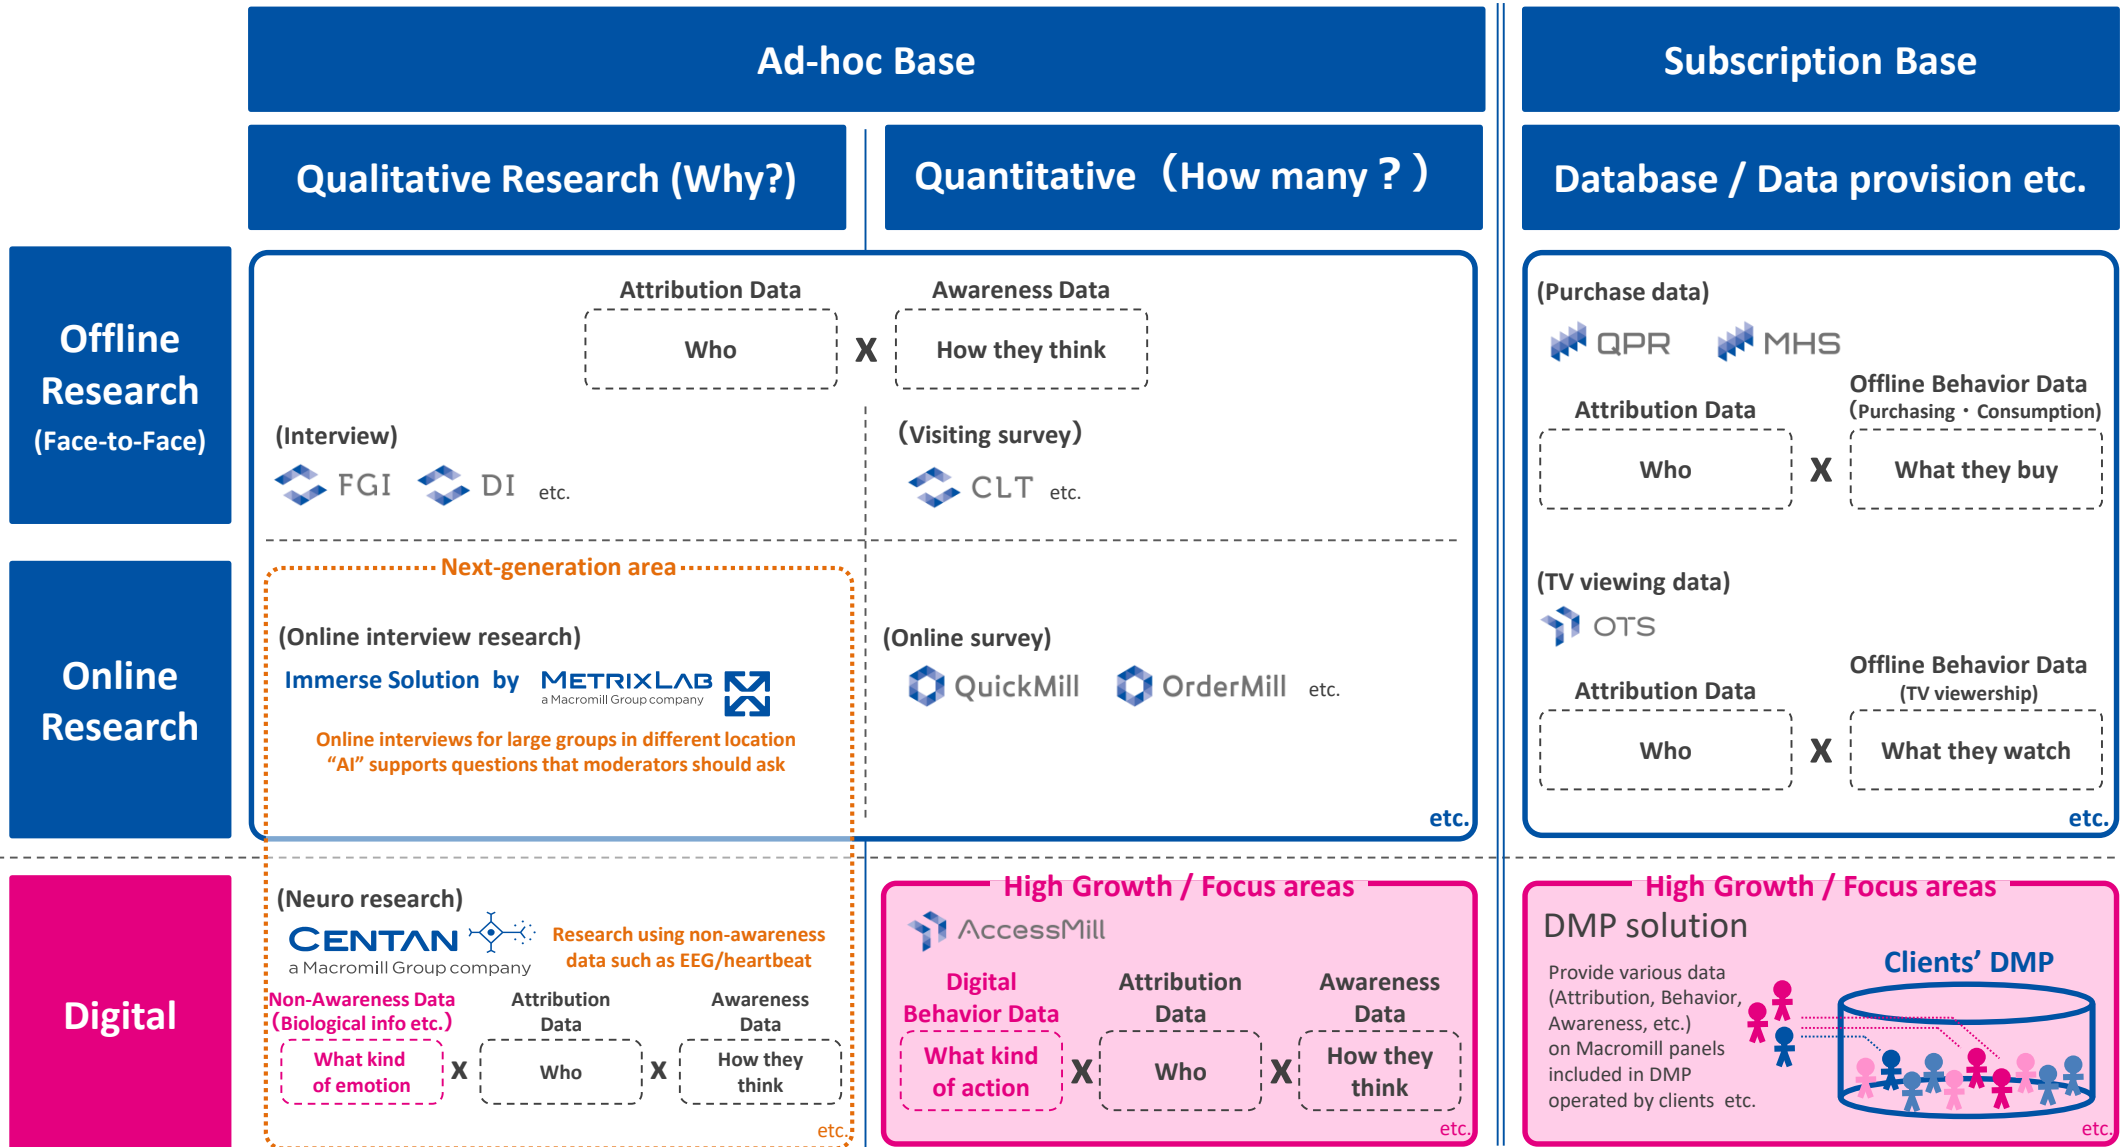 Ad-hoc Base
Subscription Base
Qualitative Research (Why?)
Quantitative（How many？）
Database / Data provision etc.
Offline
Research
(Face-to-Face)
Attribution Data
Who
X
Awareness Data
How they think
(Interview)
FGI
DI
etc.
（Visiting survey）
CLT
etc.
(Purchase data)
QPR
MHS
Attribution Data
Who
X
Offline Behavior Data
（Purchasing・Consumption)
What they buy
Online
Research
Next-generation area
(Online interview research)
Immerse Solution by
METRIXLAB
a Macromill Group company
Online interviews for large groups in different location
“AI” supports questions that moderators should ask
(Online survey)
QuickMill
OrderMill
etc.
etc.
(TV viewing data)
OTS
Attribution Data
Who
X
Offline Behavior Data
(TV viewership)
What they watch
etc.
Digital
(Neuro research)
CENTAN
a Macromill Group company
Research using non-awareness
data such as EEG/heartbeat
Non-Awareness Data
（Biological info etc.）
What kind
of emotion
X
Attribution
Data
Who
X
Awareness
Data
How they
think
etc.
High Growth / Focus areas
AccessMill
Digital
Behavior Data
What kind
of action
X
Attribution
Data
Who
X
Awareness
Data
How they
think
etc.
High Growth / Focus areas
DMP solution
Provide various data
(Attribution, Behavior,
Awareness, etc.)
on Macromill panels
included in DMP
operated by clients etc.
Clients’ DMP
etc.